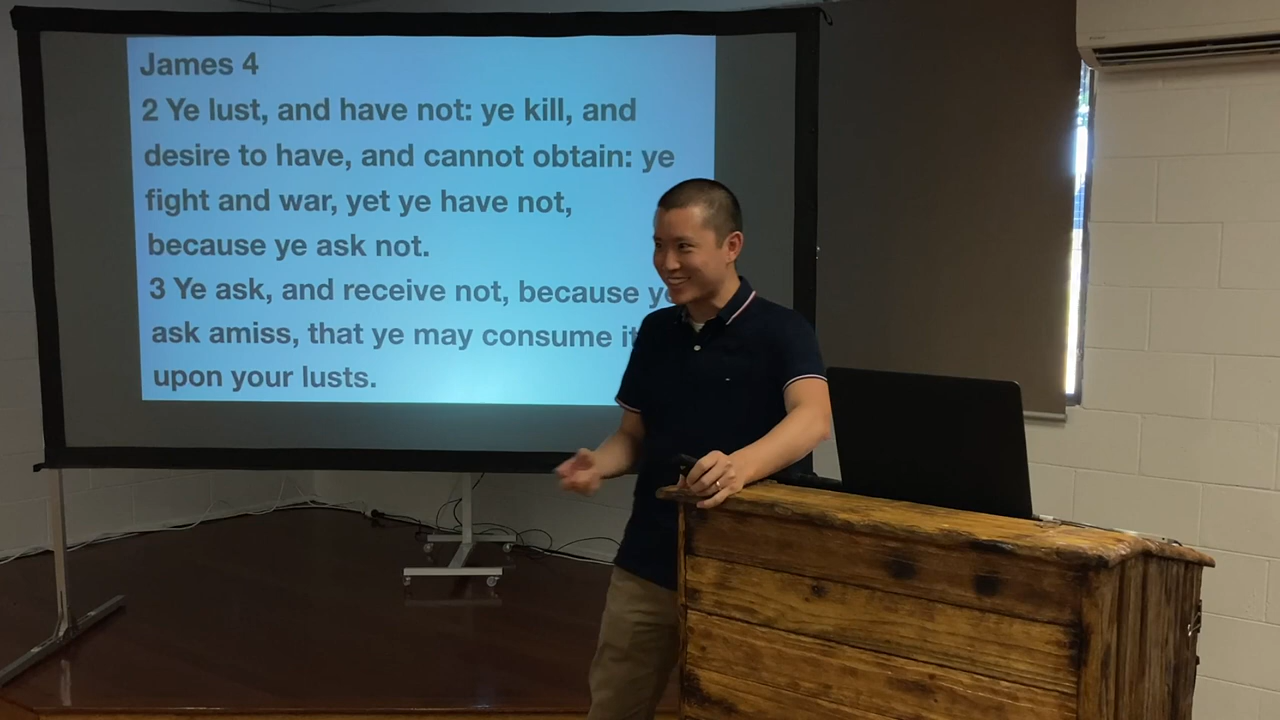 James 4
2 Ye lust, and have not: ye kill, and
desire to have, and cannot obtain: ye
fight and war, yet ye have not,
because ye ask not.
3 Ye ask, and receive not, because ye
ask amiss, that ye may consume it
upon your lusts.